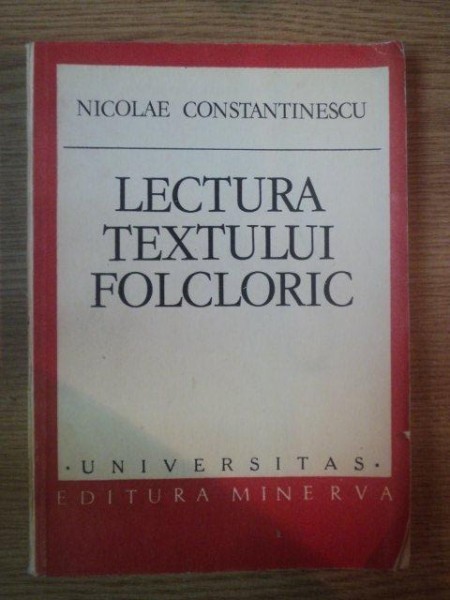 NICOLAE CONSTANTINESCU
LECTURA
TEXTULUI
FOLCLORIC
· UNIVERSITAS ·
EDITURA MINERVA